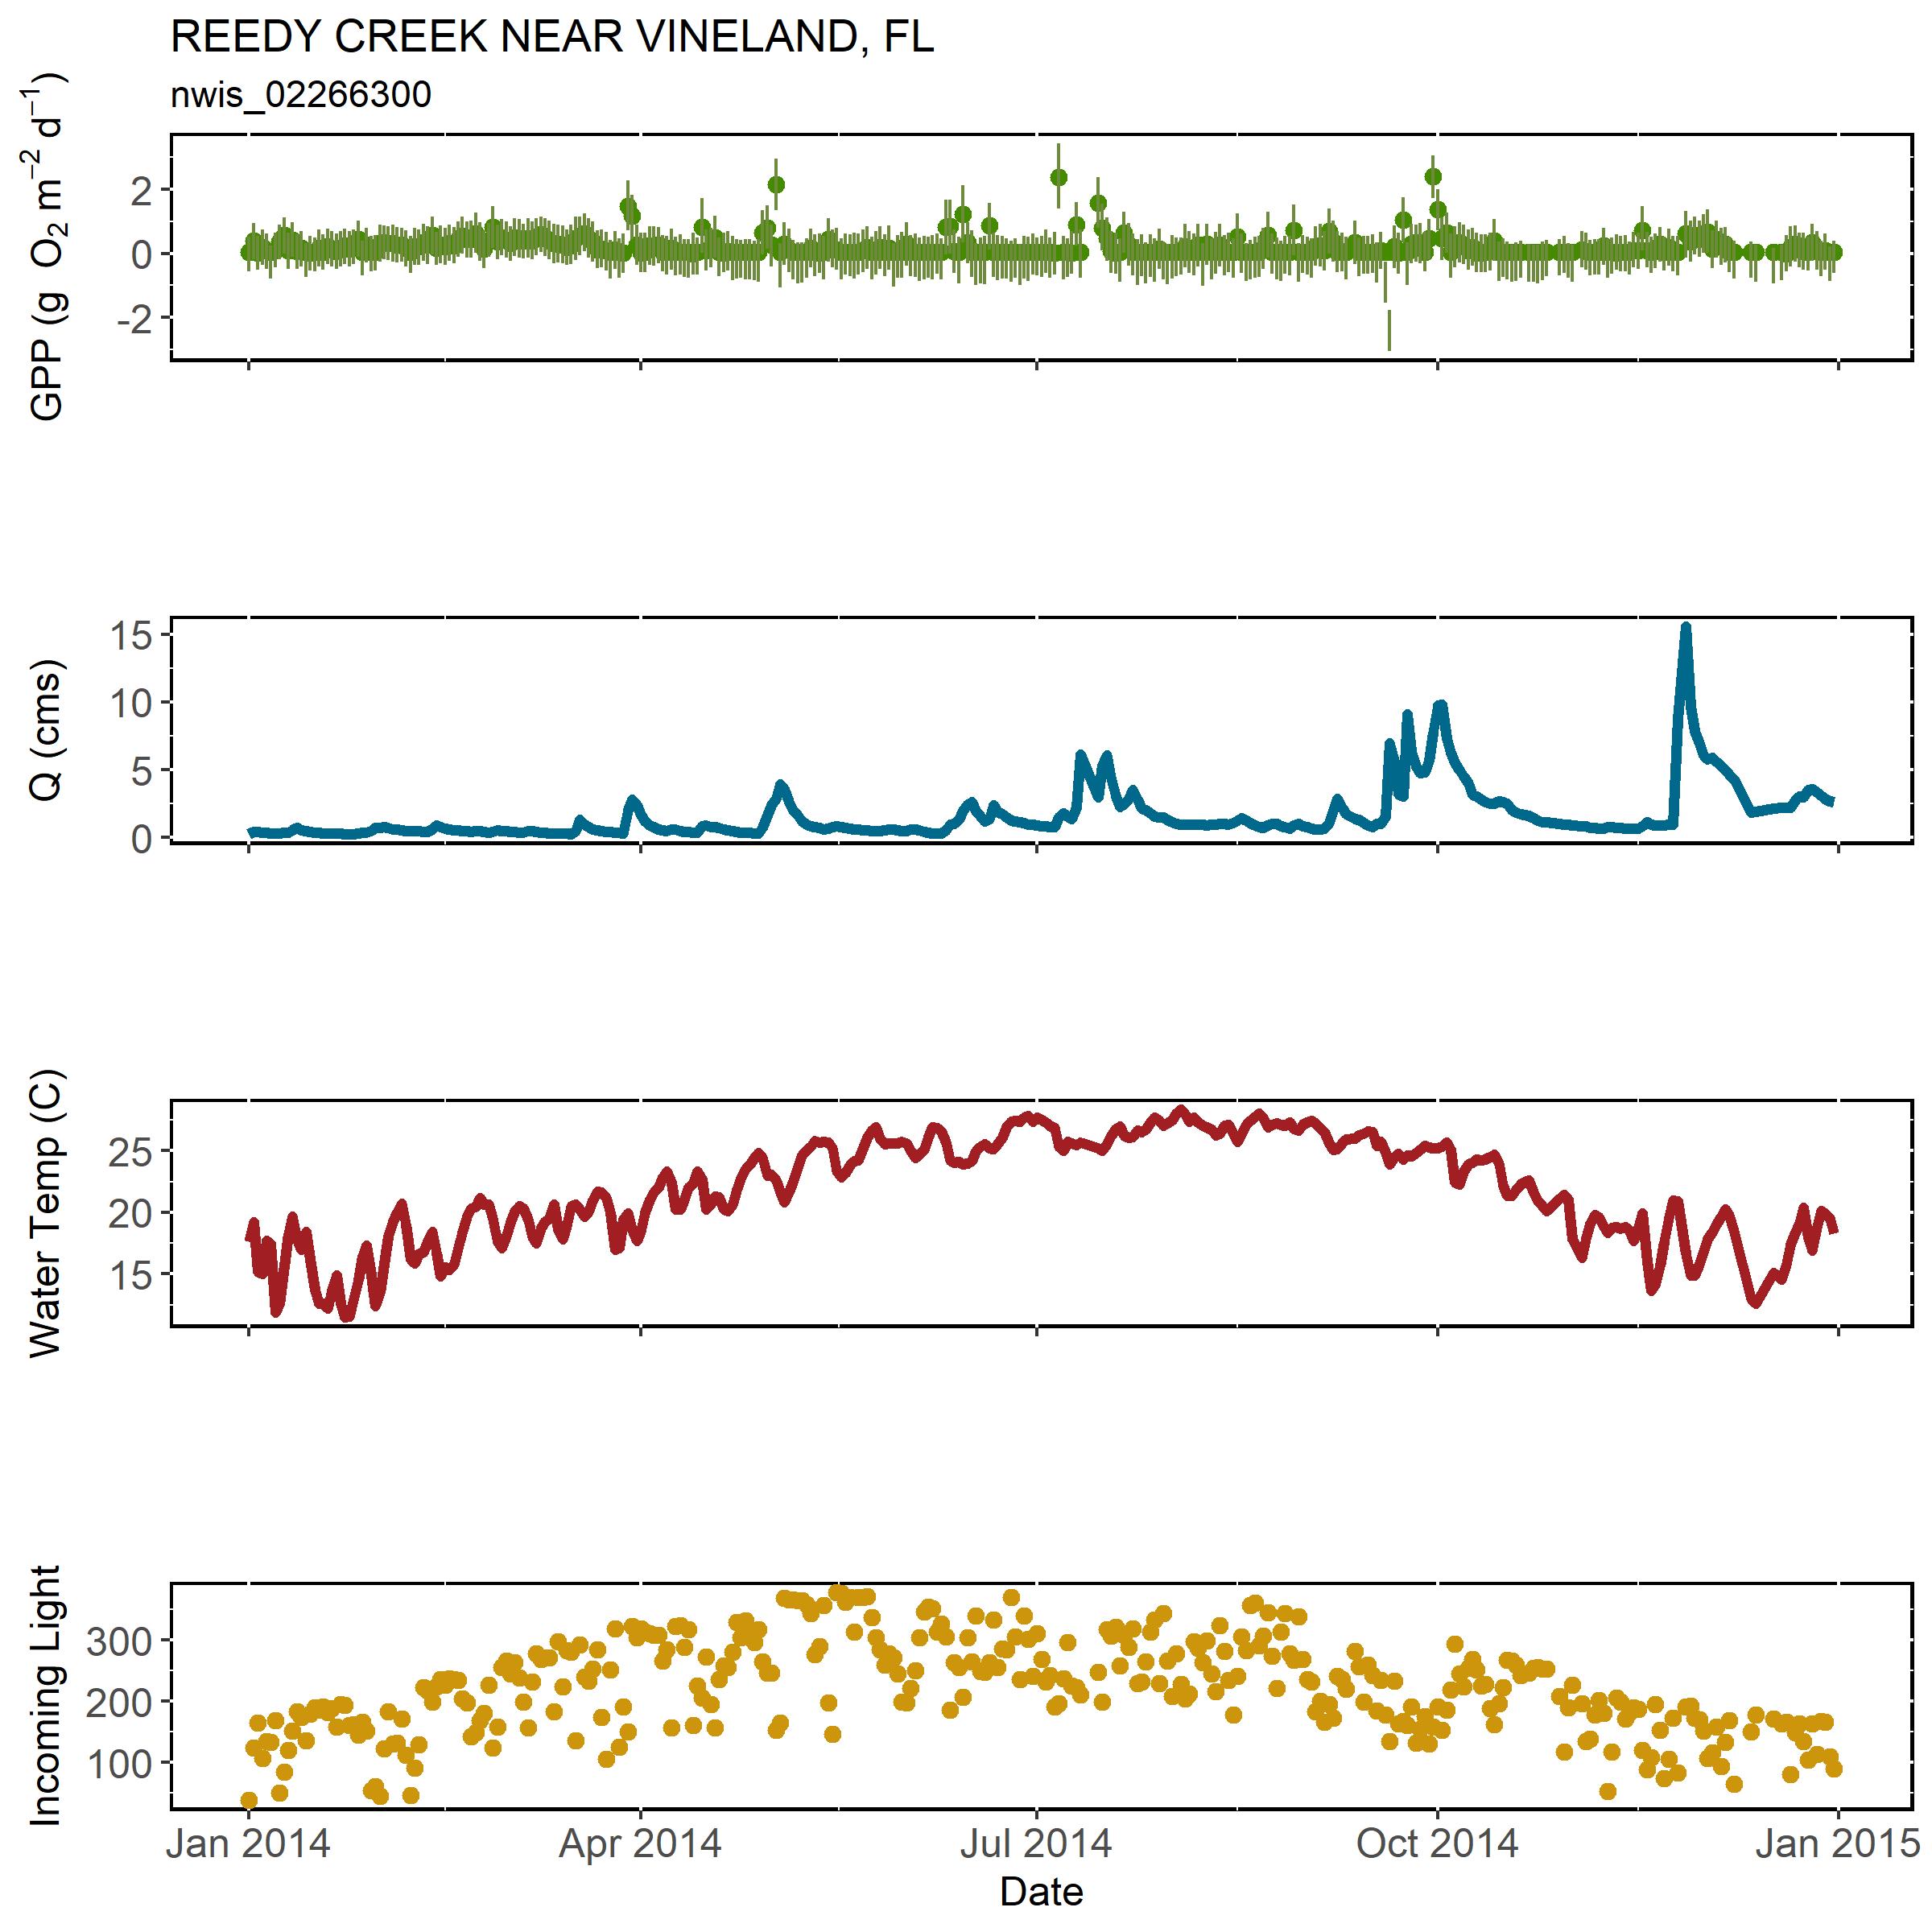 REEDY CREEK NEAR VINELAND, FL
nwis_02266300
GPP (g O₂ m⁻² d⁻¹)
2
0
-2
Q (cms)
15
10
5
0
Water Temp (C)
25
20
15
Incoming Light
300
200
100
Jan 2014
Apr 2014
Jul 2014
Oct 2014
Jan 2015
Date